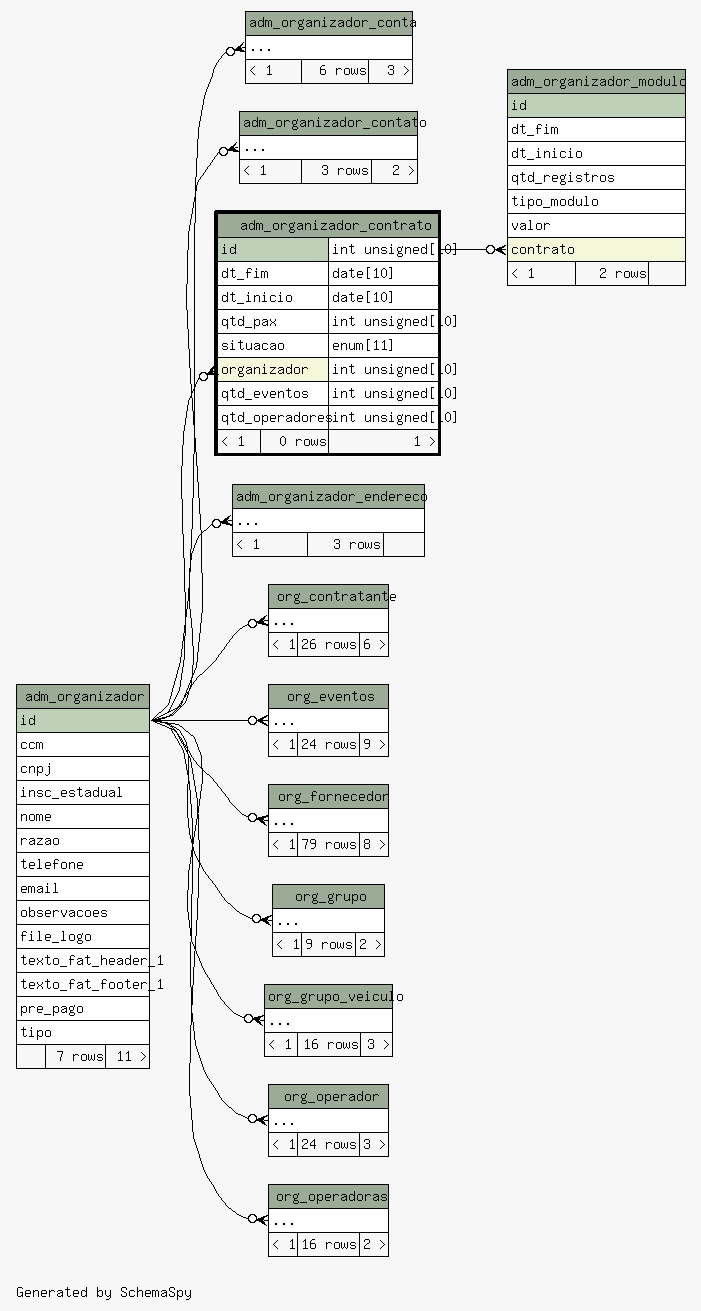 adm_organizador_conta
...
< 1 6 rows 3 >
adm_organizador_contato
...
< 1 3 rows 2 >
adm_organizador_modulo
id
dt_fim
dt_inicio
qtd_registros
tipo_modulo
valor
contrato
< 1 2 rows
adm_organizador_contrato
id int unsigned[10]
dt_fim date[10]
dt_inicio date[10]
qtd_pax int unsigned[10]
situacao enum[11]
organizador int unsigned[10]
qtd_eventos int unsigned[10]
qtd_operadores int unsigned[10]
< 1 0 rows 1 >
adm_organizador_endereco
...
< 1 3 rows
org_contratante
...
< 1 26 rows 6 >
adm_organizador
id
ccm
cnpj
insc_estadual
nome
razao
telefone
email
observacoes
file_logo
texto_fat_header_1
texto_fat_footer_1
pre_pago
tipo
7 rows 11 >
org_eventos
...
< 1 24 rows 9 >
org_fornecedor
...
< 1 79 rows 8 >
org_grupo
...
< 1 9 rows 2 >
org_grupo_veiculo
...
< 1 16 rows 3 >
org_operador
...
< 1 24 rows 3 >
org_operadoras
...
< 1 16 rows 2 >
Generated by SchemaSpy